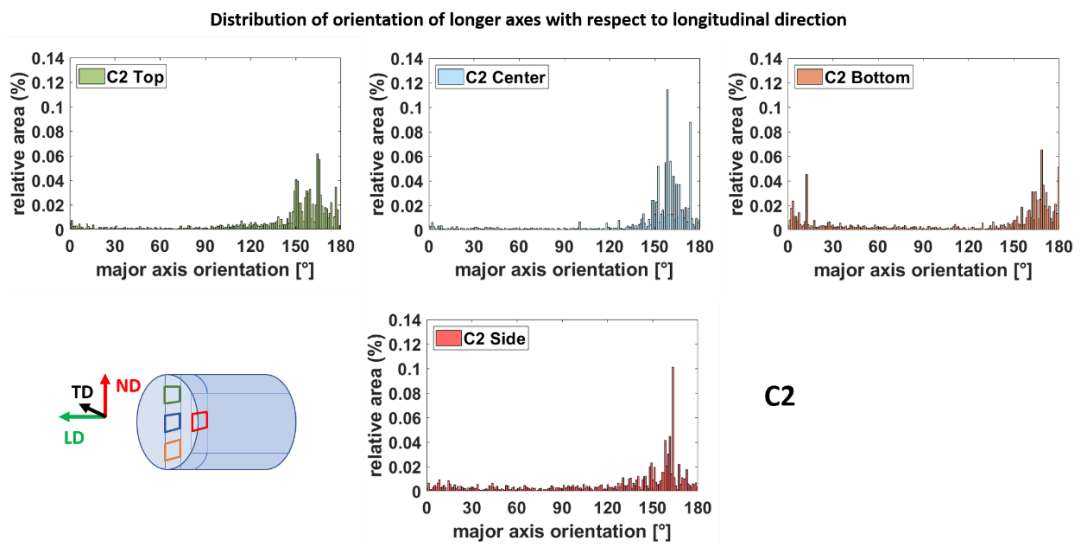 Distribution of orientation of longer axes with respect to longitudinal direction
relative area (%)
0.14
0.12
0.1
0.08
0.06
0.04
0.02
0
C2 Top
0 30 60 90 120 150 180
major axis orientation [°]
relative area (%)
0.14
0.12
0.1
0.08
0.06
0.04
0.02
0
C2 Center
0 30 60 90 120 150 180
major axis orientation [°]
relative area (%)
0.14
0.12
0.1
0.08
0.06
0.04
0.02
0
C2 Bottom
0 30 60 90 120 150 180
major axis orientation [°]
TD
ND
LD
relative area (%)
0.14
0.12
0.1
0.08
0.06
0.04
0.02
0
C2 Side
0 30 60 90 120 150 180
major axis orientation [°]
C2